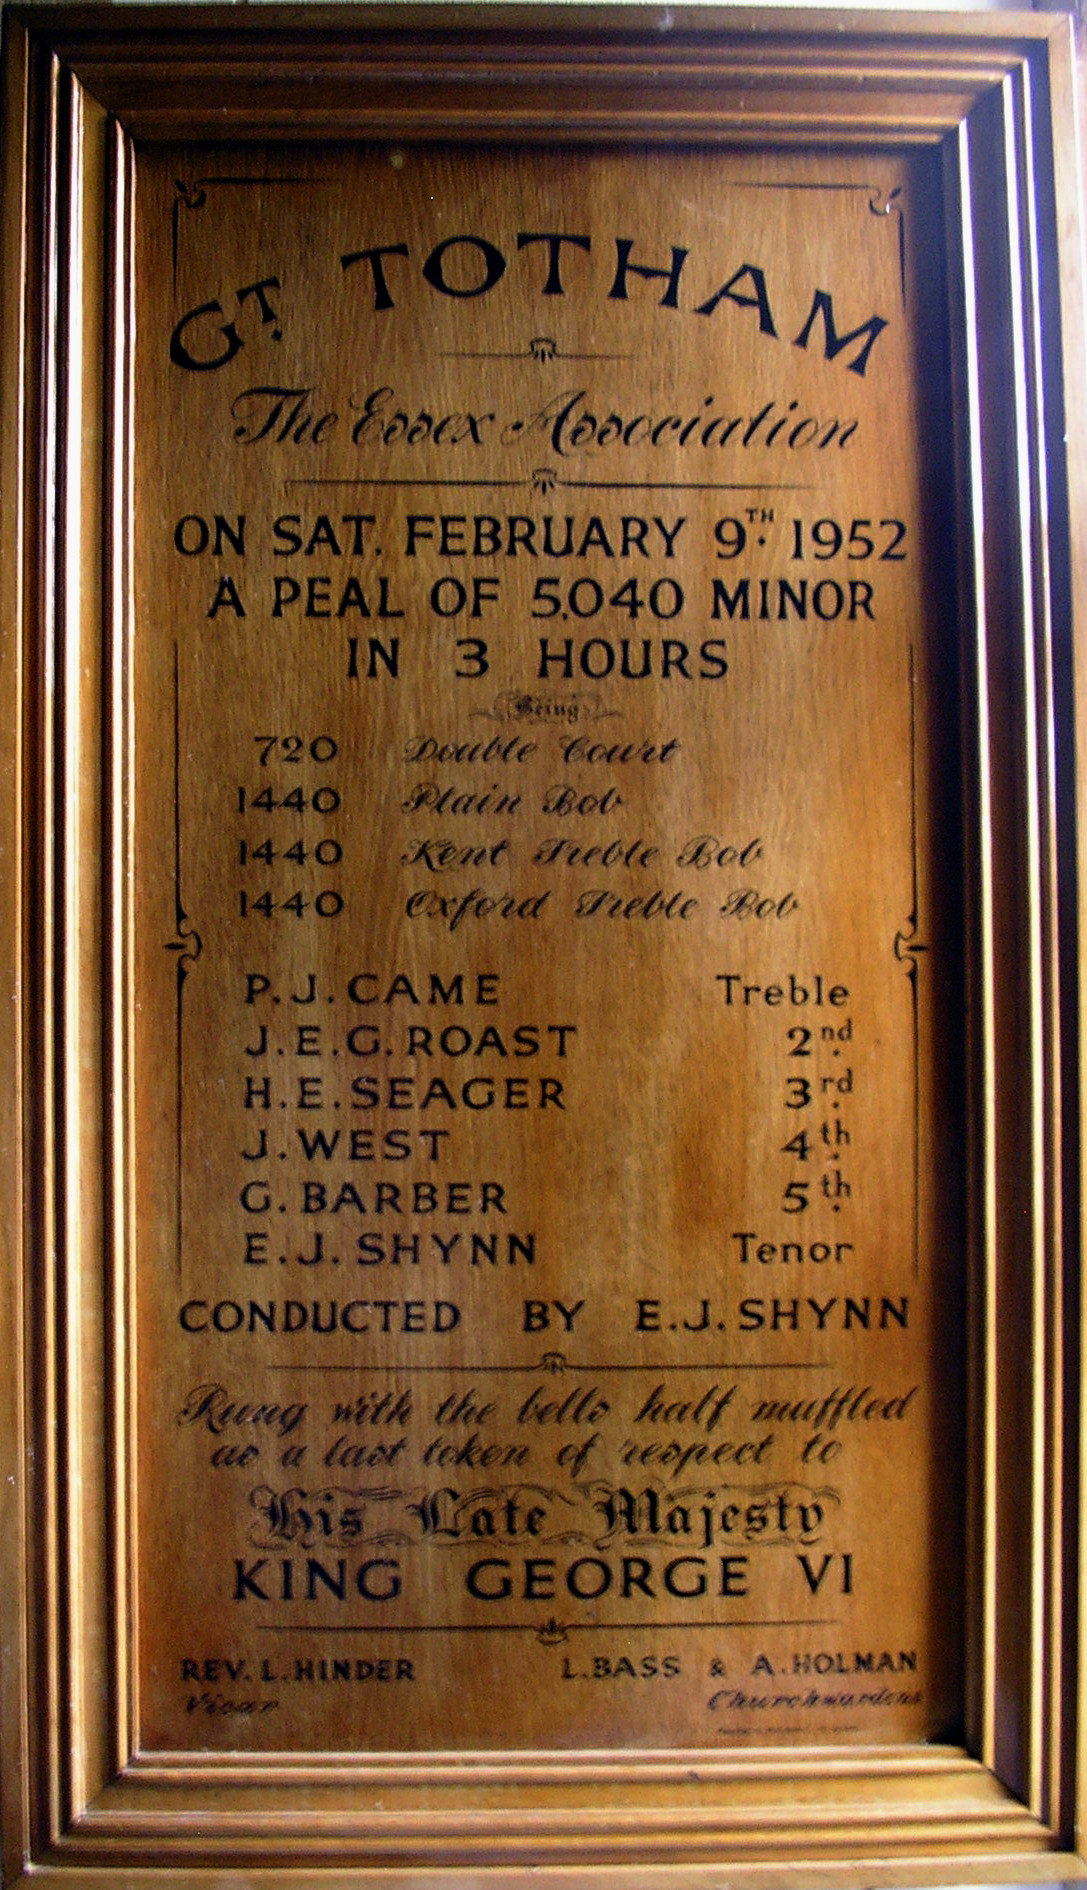 GT. TOTHAM
The Essex Association
ON SAT. FEBRUARY 9TH. 1952
A PEAL OF 5,040 MINOR
IN 3 HOURS
Being
720 Double Court
1440 Plain Bob
1440 Kent Treble Bob
1440 Oxford Treble Bob
P.J. CAME Treble
J.E.G. ROAST 2nd.
H.E. SEAGER 3rd.
J. WEST 4th.
G. BARBER 5th.
E.J. SHYNN Tenor
CONDUCTED BY E.J. SHYNN
Rung with the bells half muffled
as a last token of respect to
His Late Majesty
KING GEORGE VI
REV. L. HINDER L. BASS & A. HOLMAN
Vicar Churchwardens